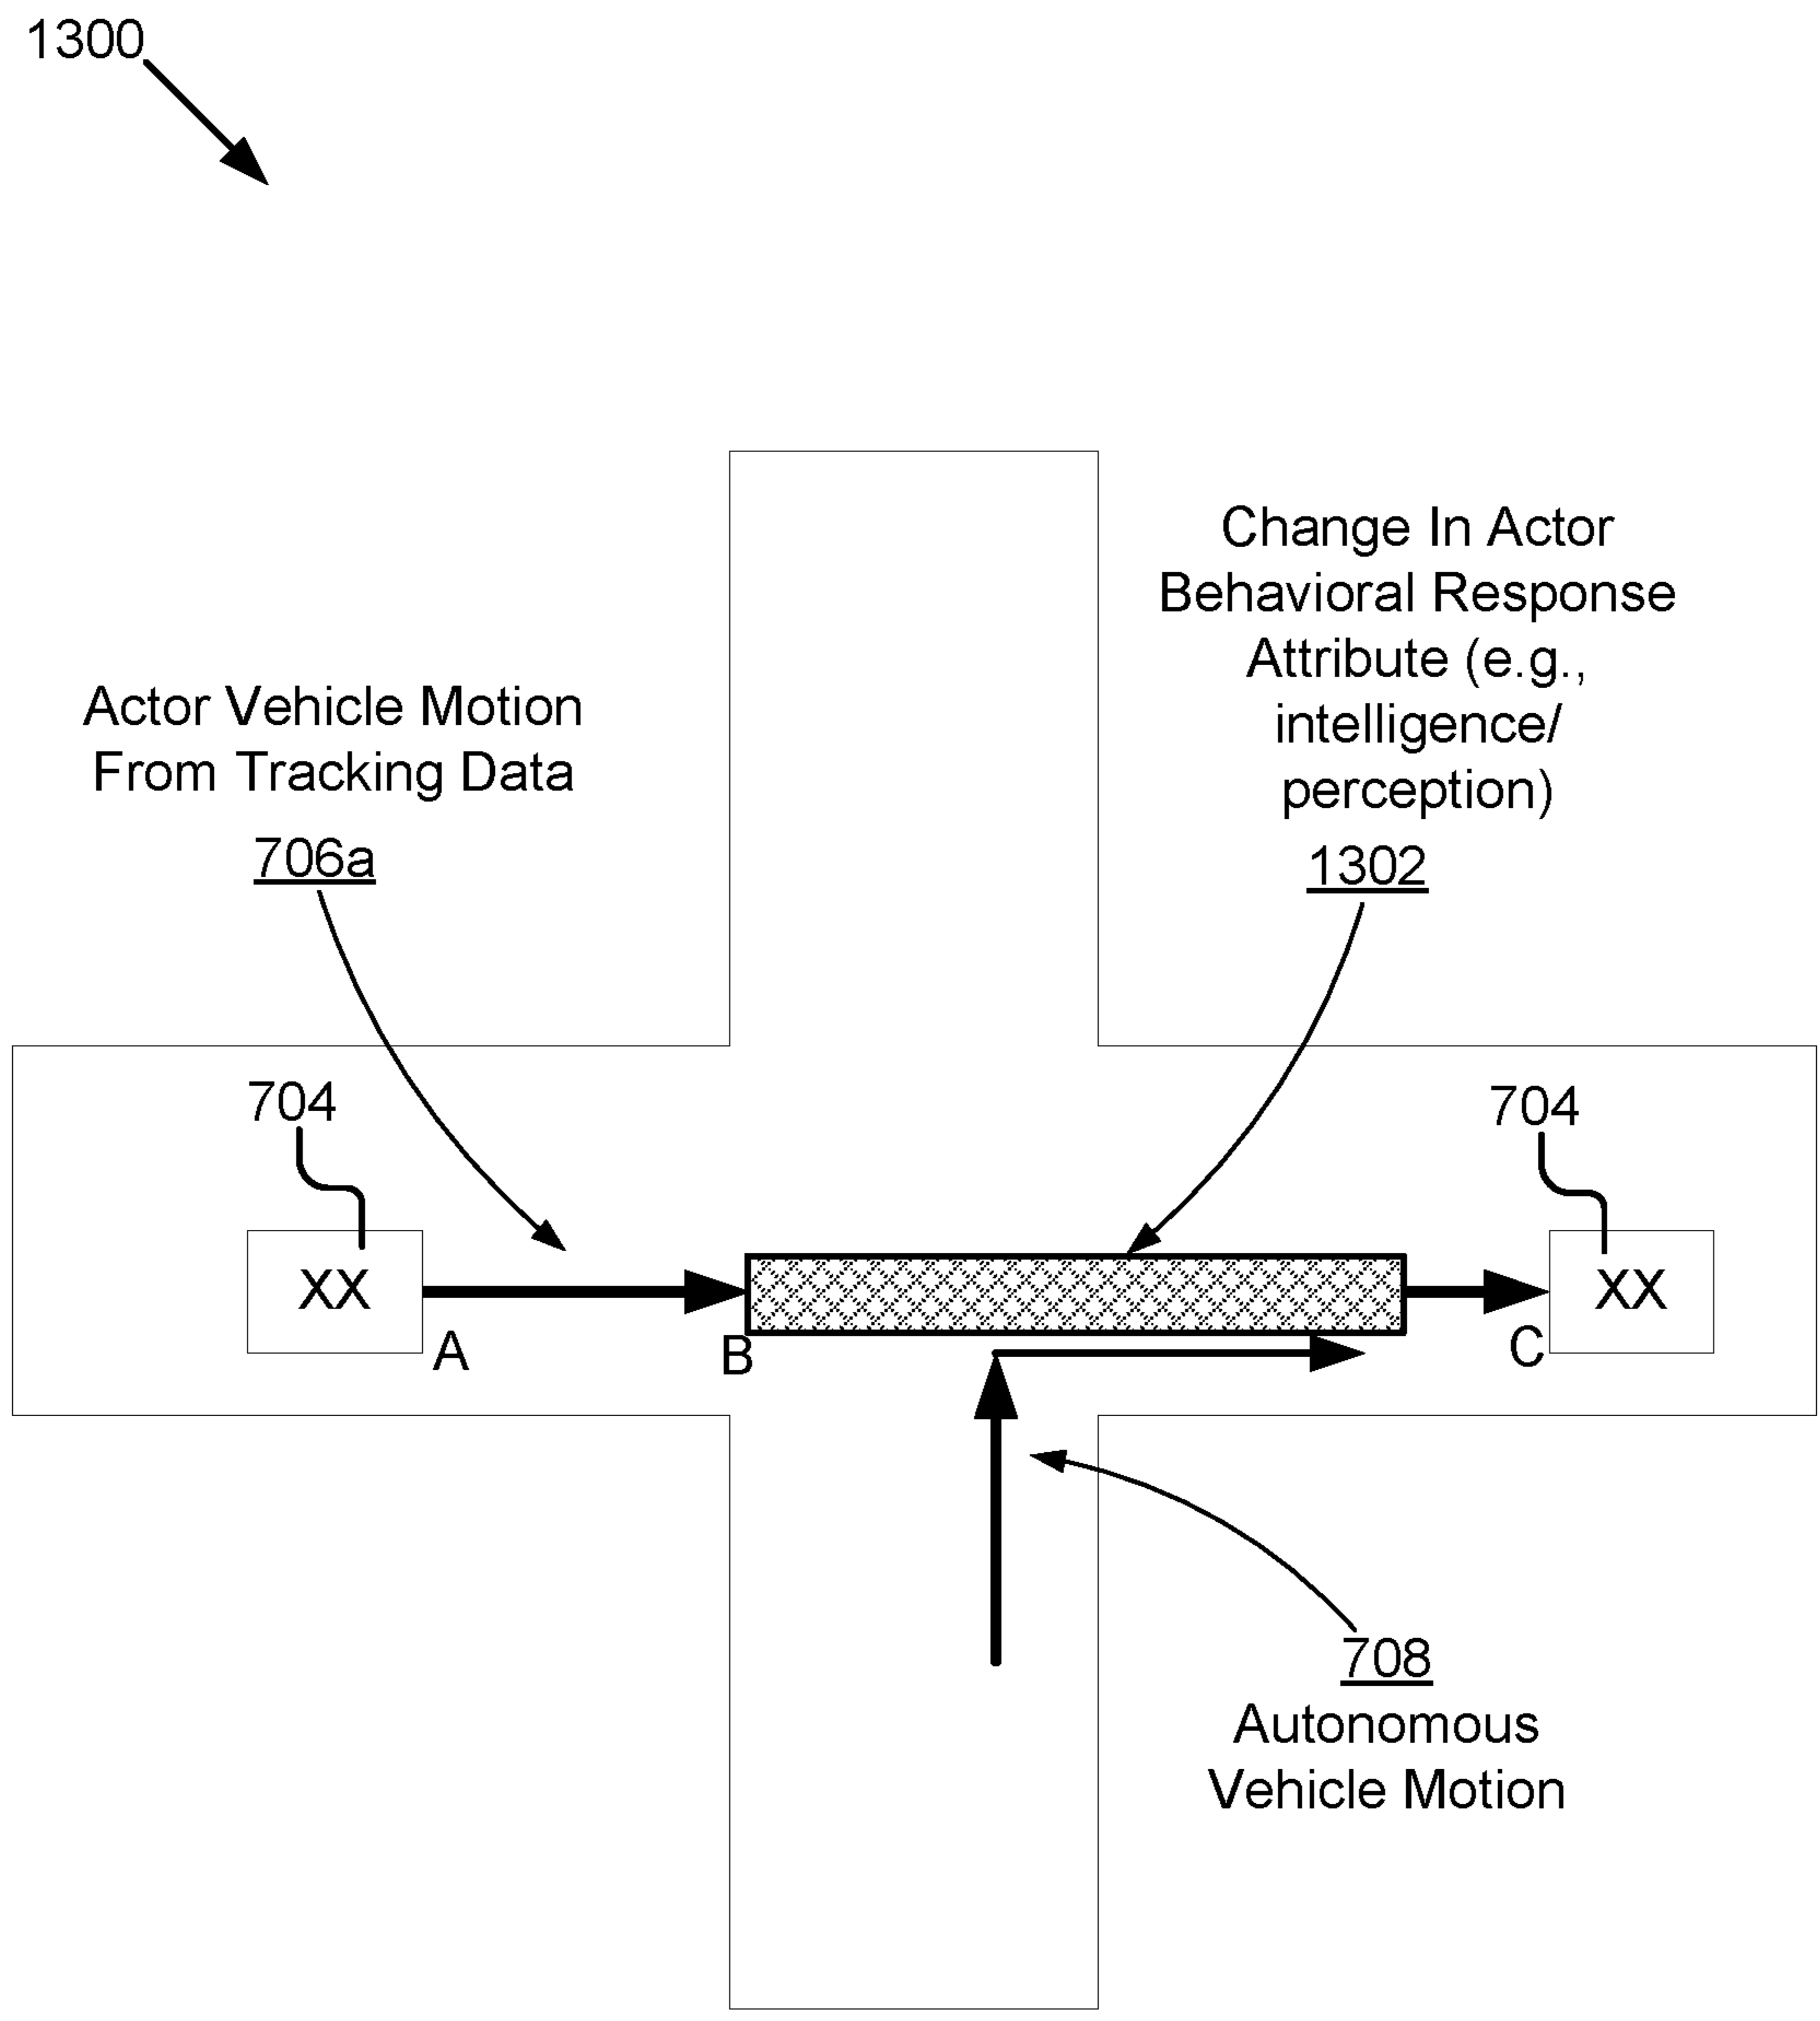 1300
Change In Actor
Behavioral Response
Attribute (e.g.,
intelligence/
perception)
1302
Actor Vehicle Motion
From Tracking Data
706a
704
704
XX
XX
A
B
C
708
Autonomous
Vehicle Motion